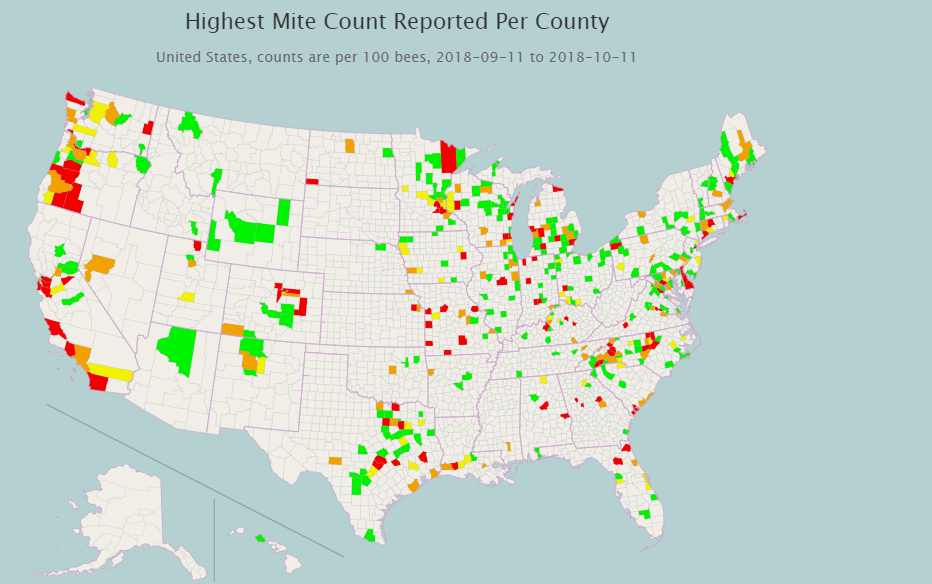 Highest Mite Count Reported Per County
United States, counts are per 100 bees, 2018-09-11 to 2018-10-11